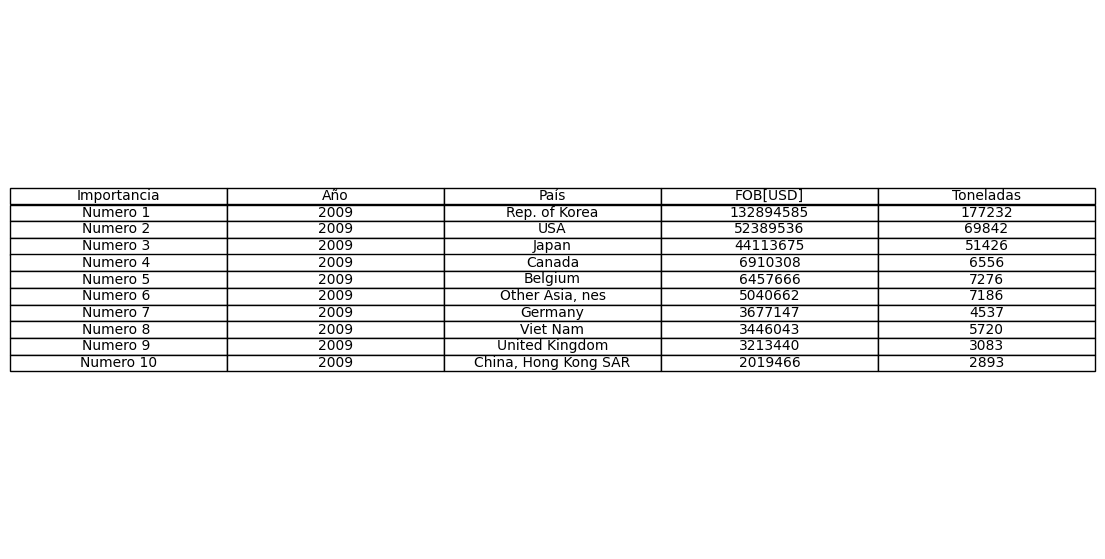 Importancia Año País FOB[USD] Toneladas
Numero 1 2009 Rep. of Korea 132894585 177232
Numero 2 2009 USA 52389536 69842
Numero 3 2009 Japan 44113675 51426
Numero 4 2009 Canada 6910308 6556
Numero 5 2009 Belgium 6457666 7276
Numero 6 2009 Other Asia, nes 5040662 7186
Numero 7 2009 Germany 3677147 4537
Numero 8 2009 Viet Nam 3446043 5720
Numero 9 2009 United Kingdom 3213440 3083
Numero 10 2009 China, Hong Kong SAR 2019466 2893